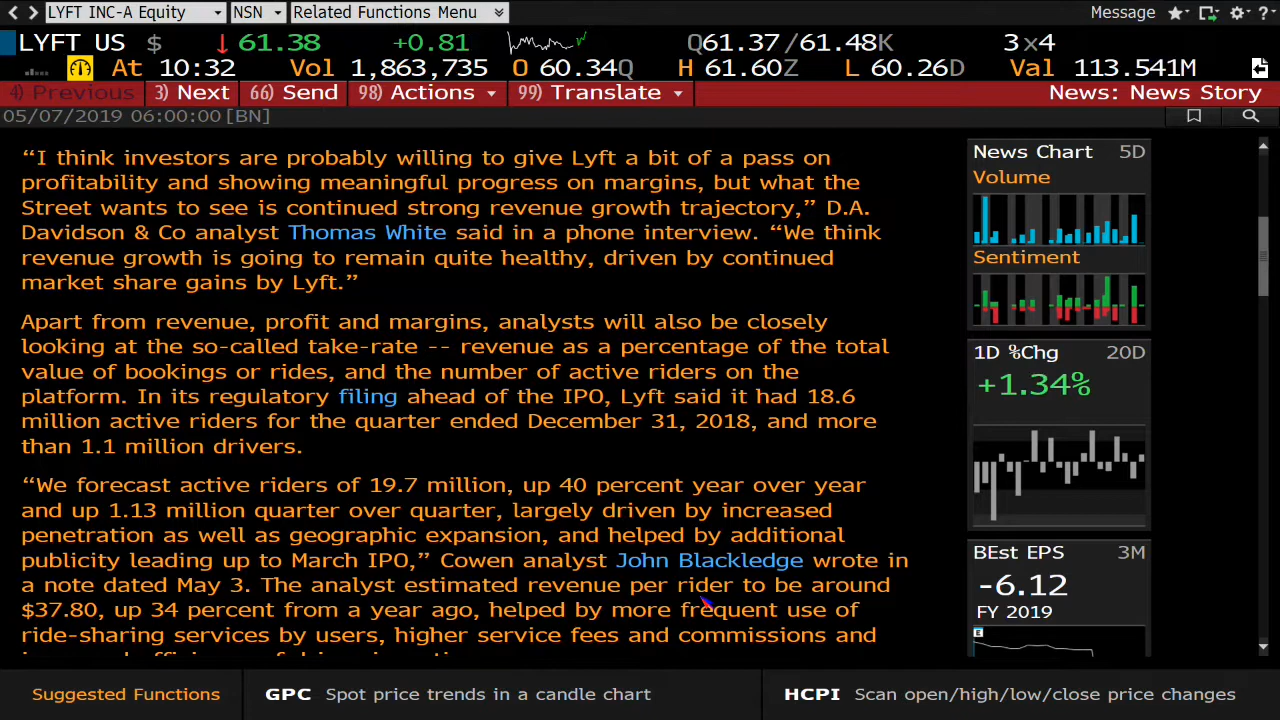 LYFT INC-A Equity NSN Related Functions Menu Message
LYFT US $ ↓61.38 +0.81 Q61.37/61.48K 3x4
At 10:32 Vol 1,863,735 O 60.34Q H 61.60Z L 60.26D Val 113.541M
4) Previous 3) Next 66) Send 98) Actions 99) Translate News: News Story
05/07/2019 06:00:00 [BN]
“I think investors are probably willing to give Lyft a bit of a pass on
profitability and showing meaningful progress on margins, but what the
Street wants to see is continued strong revenue growth trajectory,” D.A.
Davidson & Co analyst Thomas White said in a phone interview. “We think
revenue growth is going to remain quite healthy, driven by continued
market share gains by Lyft.”
Apart from revenue, profit and margins, analysts will also be closely
looking at the so-called take-rate -- revenue as a percentage of the total
value of bookings or rides, and the number of active riders on the
platform. In its regulatory filing ahead of the IPO, Lyft said it had 18.6
million active riders for the quarter ended December 31, 2018, and more
than 1.1 million drivers.
“We forecast active riders of 19.7 million, up 40 percent year over year
and up 1.13 million quarter over quarter, largely driven by increased
penetration as well as geographic expansion, and helped by additional
publicity leading up to March IPO,” Cowen analyst John Blackledge wrote in
a note dated May 3. The analyst estimated revenue per rider to be around
$37.80, up 34 percent from a year ago, helped by more frequent use of
ride-sharing services by users, higher service fees and commissions and
News Chart 5D
Volume
Sentiment
1D %Chg 20D
+1.34%
BEst EPS 3M
-6.12
FY 2019
E
Suggested Functions GPC Spot price trends in a candle chart HCPI Scan open/high/low/close price changes